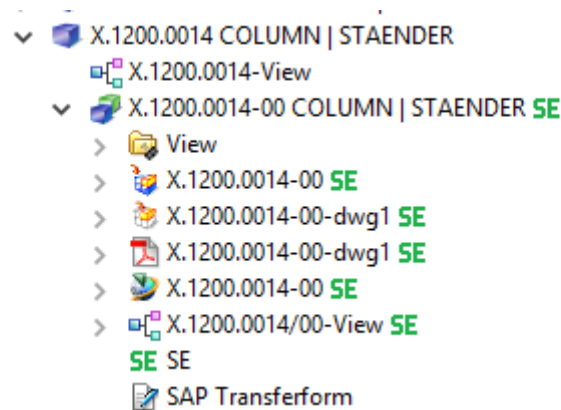 X.1200.0014 COLUMN | STAENDER
X.1200.0014-View
X.1200.0014-00 COLUMN | STAENDER SE
View
X.1200.0014-00 SE
X.1200.0014-00-dwg1 SE
X.1200.0014-00-dwg1 SE
X.1200.0014-00 SE
X.1200.0014/00-View SE
SE SE
SAP Transferform